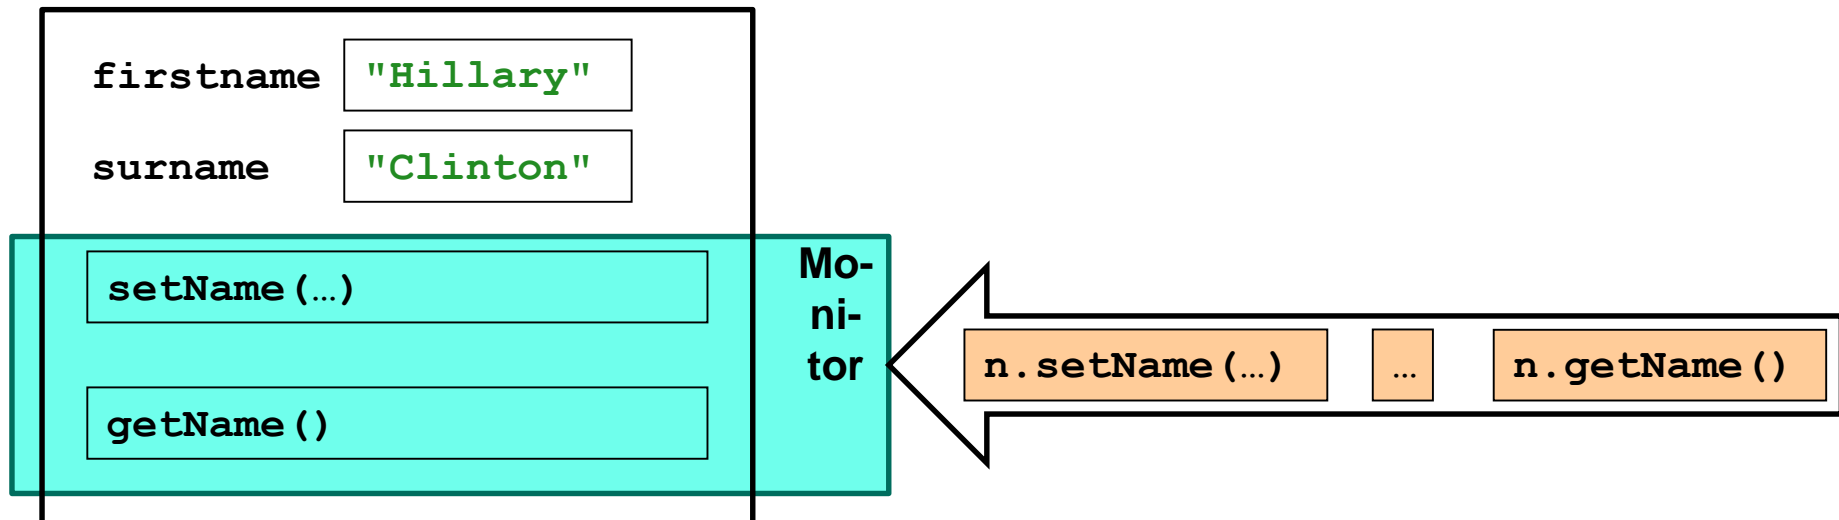 firstname "Hillary"
surname "Clinton"
setName(…)
getName()
Mo-
ni-
tor
n.setName(…) … n.getName()